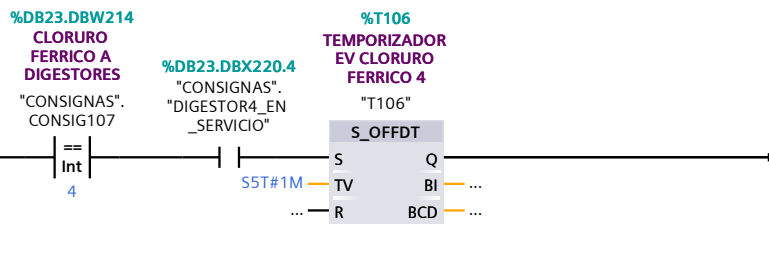 %DB23.DBW214
CLORURO
FERRICO A
DIGESTORES
"CONSIGNAS".
CONSIG107
==
Int
4
%DB23.DBX220.4
"CONSIGNAS".
"DIGESTOR4_EN
_SERVICIO"
%T106
TEMPORIZADOR
EV CLORURO
FERRICO 4
"T106"
S_OFFDT
S Q
S5T#1M TV BI ...
... R BCD ...